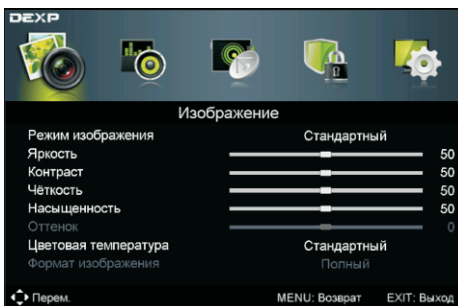 DEXP
Изображение
Режим изображения Стандартный
Яркость 50
Контраст 50
Чёткость 50
Насыщенность 50
Оттенок 0
Цветовая температура Стандартный
Формат изображения Полный
Перем. MENU: Возврат EXIT: Выход